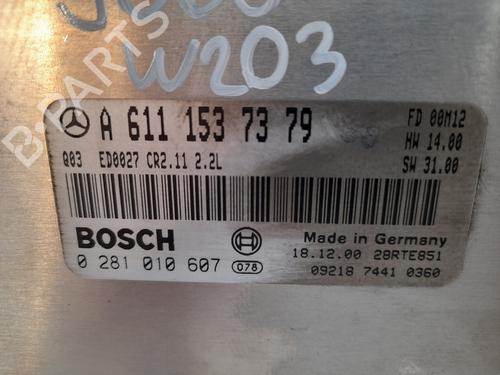 W203
A 611 153 73 79
FD 00M12
HW 14.00
Q03 ED0027 CR2.11 2.2L
SW 31.00
BOSCH
Made in Germany
0 281 010 607 078
18.12.00 28RTE851
09218 7441 0360
B-PARTS